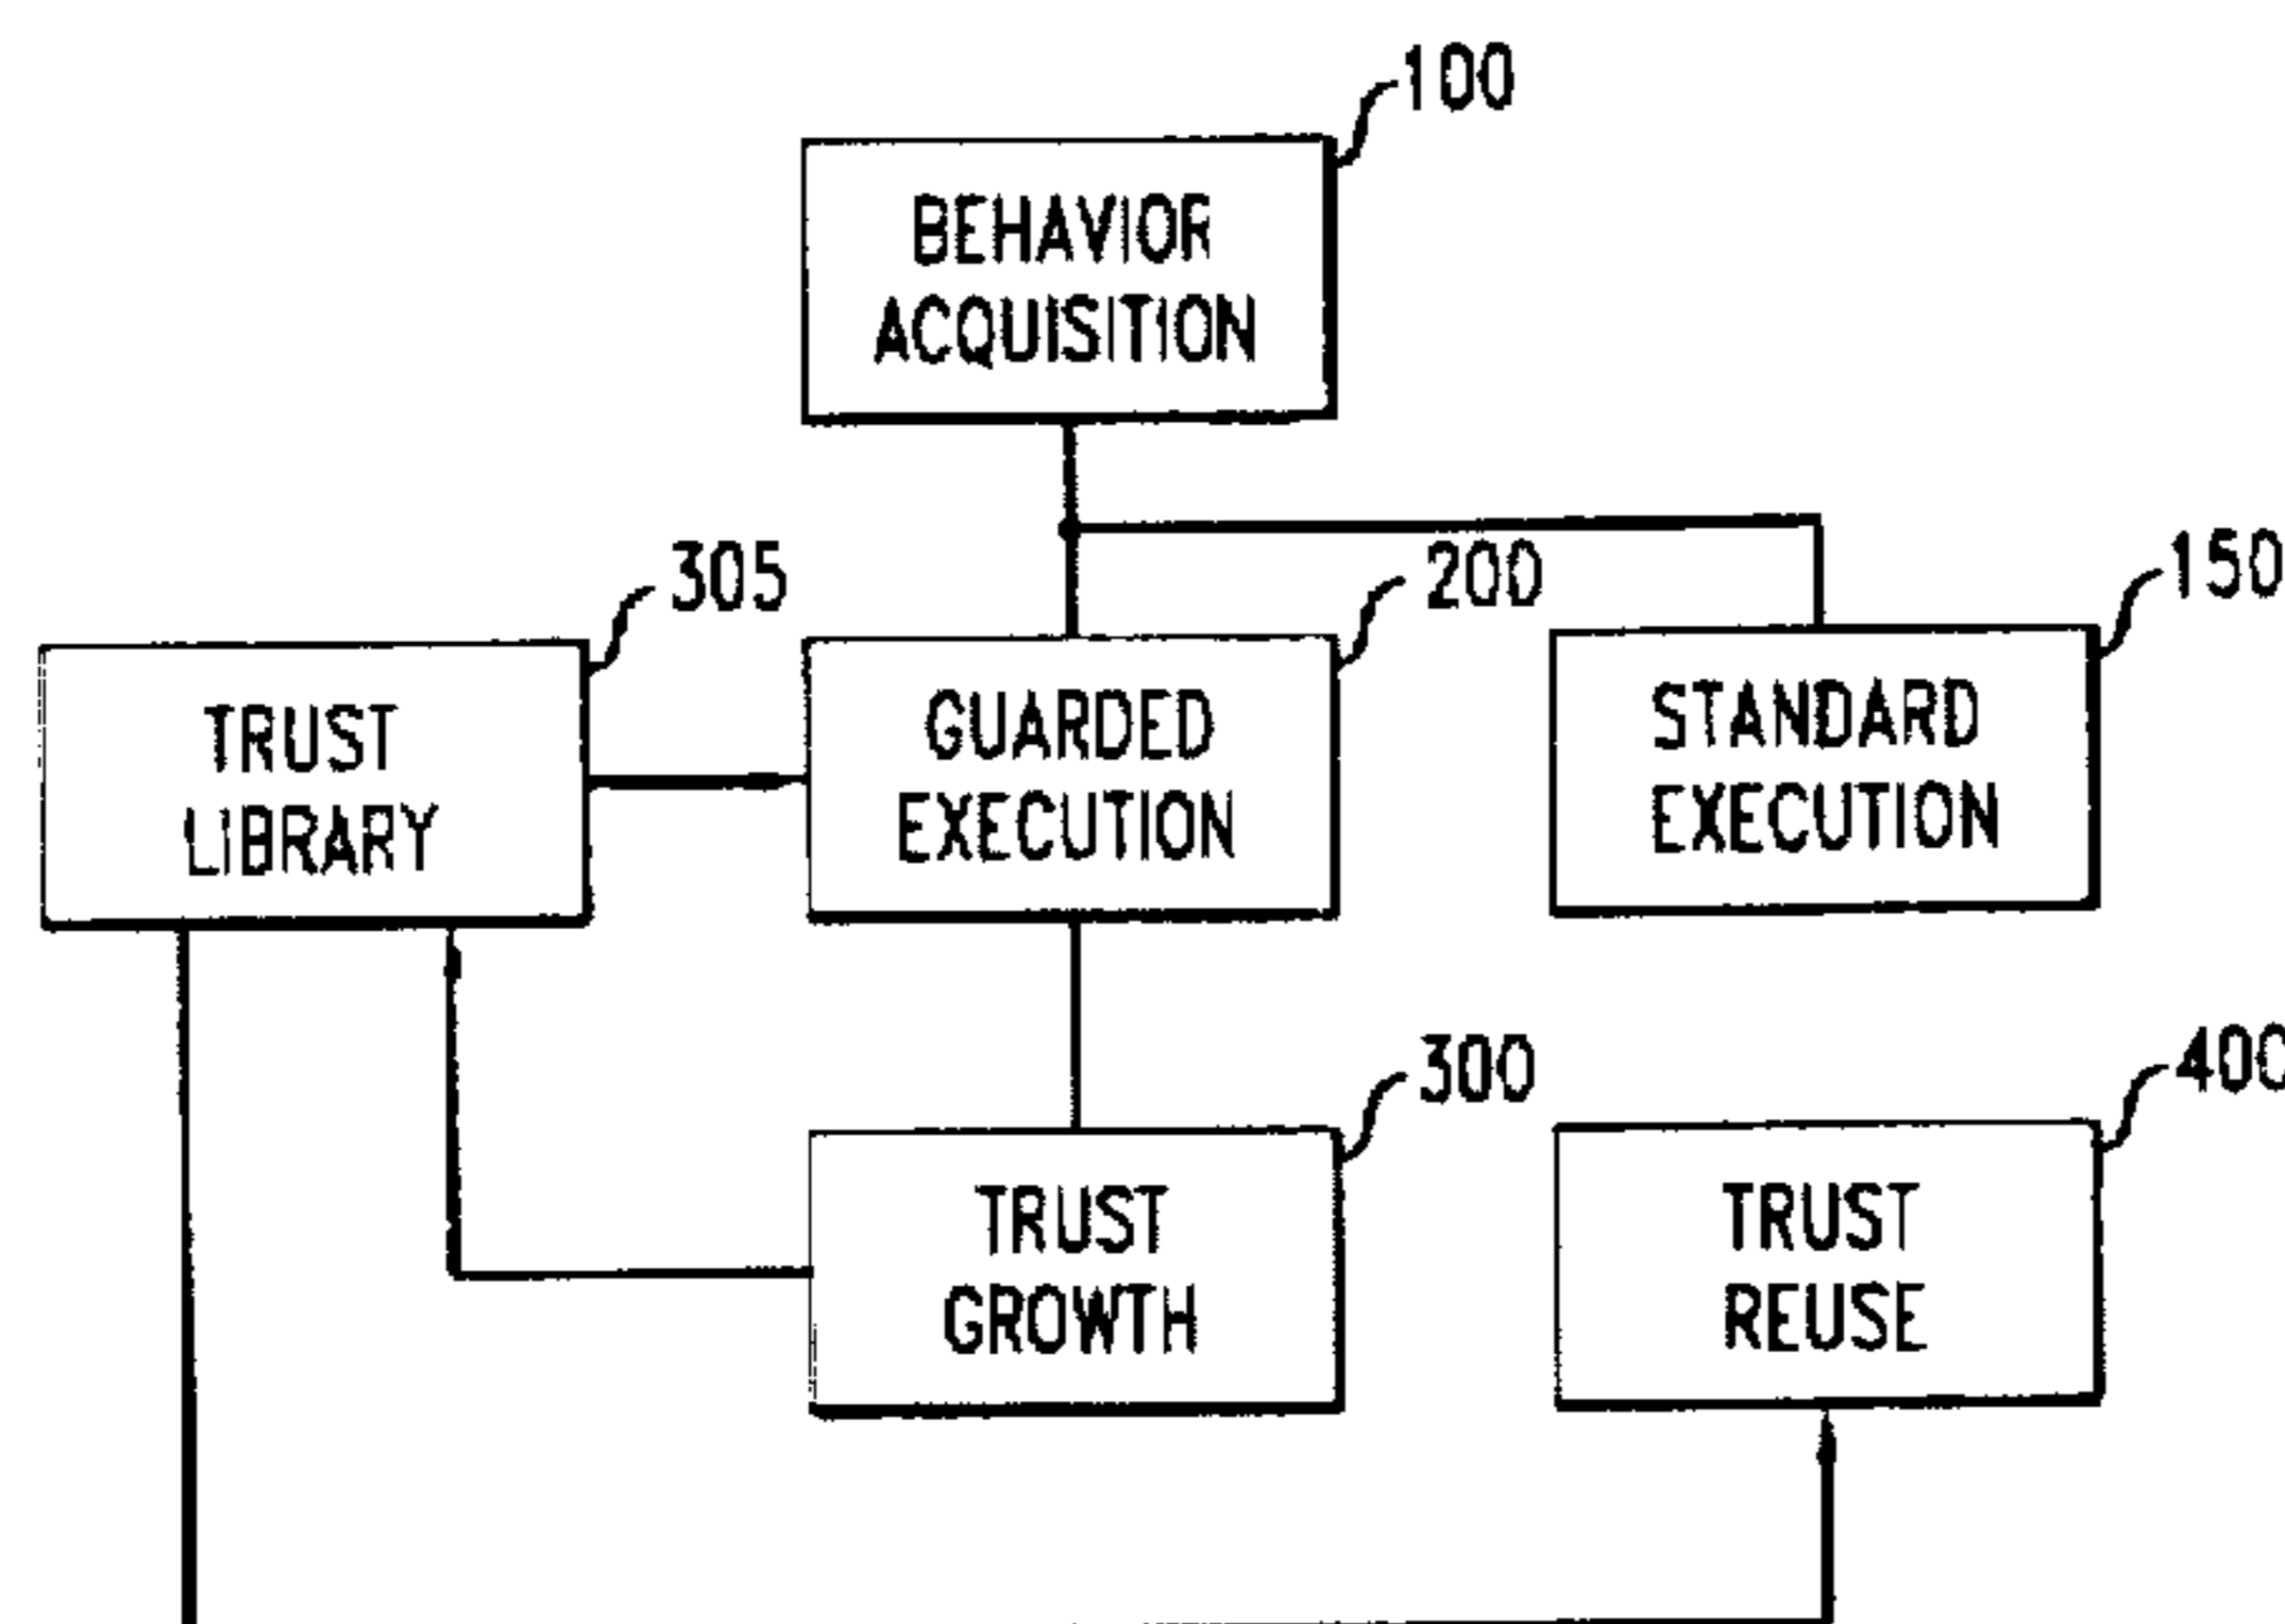 100
BEHAVIOR
ACQUISITION
305
200
150
TRUST
LIBRARY
GUARDED
EXECUTION
STANDARD
EXECUTION
300
400
TRUST
GROWTH
TRUST
REUSE